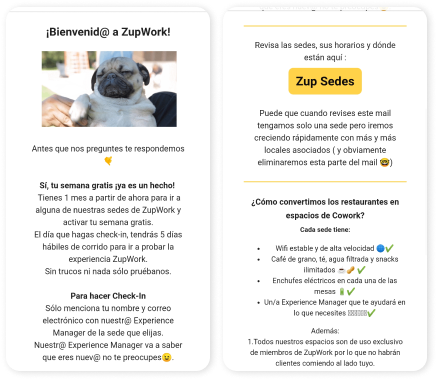 ¡Bienvenid@ a ZupWork!
Antes que nos preguntes te respondemos
Sí, tu semana gratis ¡ya es un hecho!
Tienes 1 mes a partir de ahora para ir a
alguna de nuestras sedes de ZupWork y
activar tu semana gratis.
El día que hagas check-in, tendrás 5 días
hábiles de corrido para ir a probar la
experiencia ZupWork.
Sin trucos ni nada sólo pruébanos.
Para hacer Check-In
Sólo menciona tu nombre y correo
electrónico con nuestr@ Experience
Manager de la sede que elijas.
Nuestr@ Experience Manager va a saber
que eres nuev@ no te preocupes😉.
Revisa las sedes, sus horarios y dónde
están aquí :
Zup Sedes
Puede que cuando revises este mail
tengamos solo una sede pero iremos
creciendo rápidamente con más y más
locales asociados ( y obviamente
eliminaremos esta parte del mail 🤓)
¿Cómo convertimos los restaurantes en
espacios de Cowork?
Cada sede tiene:
• Wifi estable y de alta velocidad 🔵✅
• Café de grano, té, agua filtrada y snacks
ilimitados ☕🥜 ✅
• Enchufes eléctricos en cada una de las
mesas 🔋✅
• Un/a Experience Manager que te ayudará en
lo que necesites ✅
Además:
1.Todos nuestros espacios son de uso exclusivo
de miembros de ZupWork por lo que no habrán
clientes comiendo al lado tuyo.